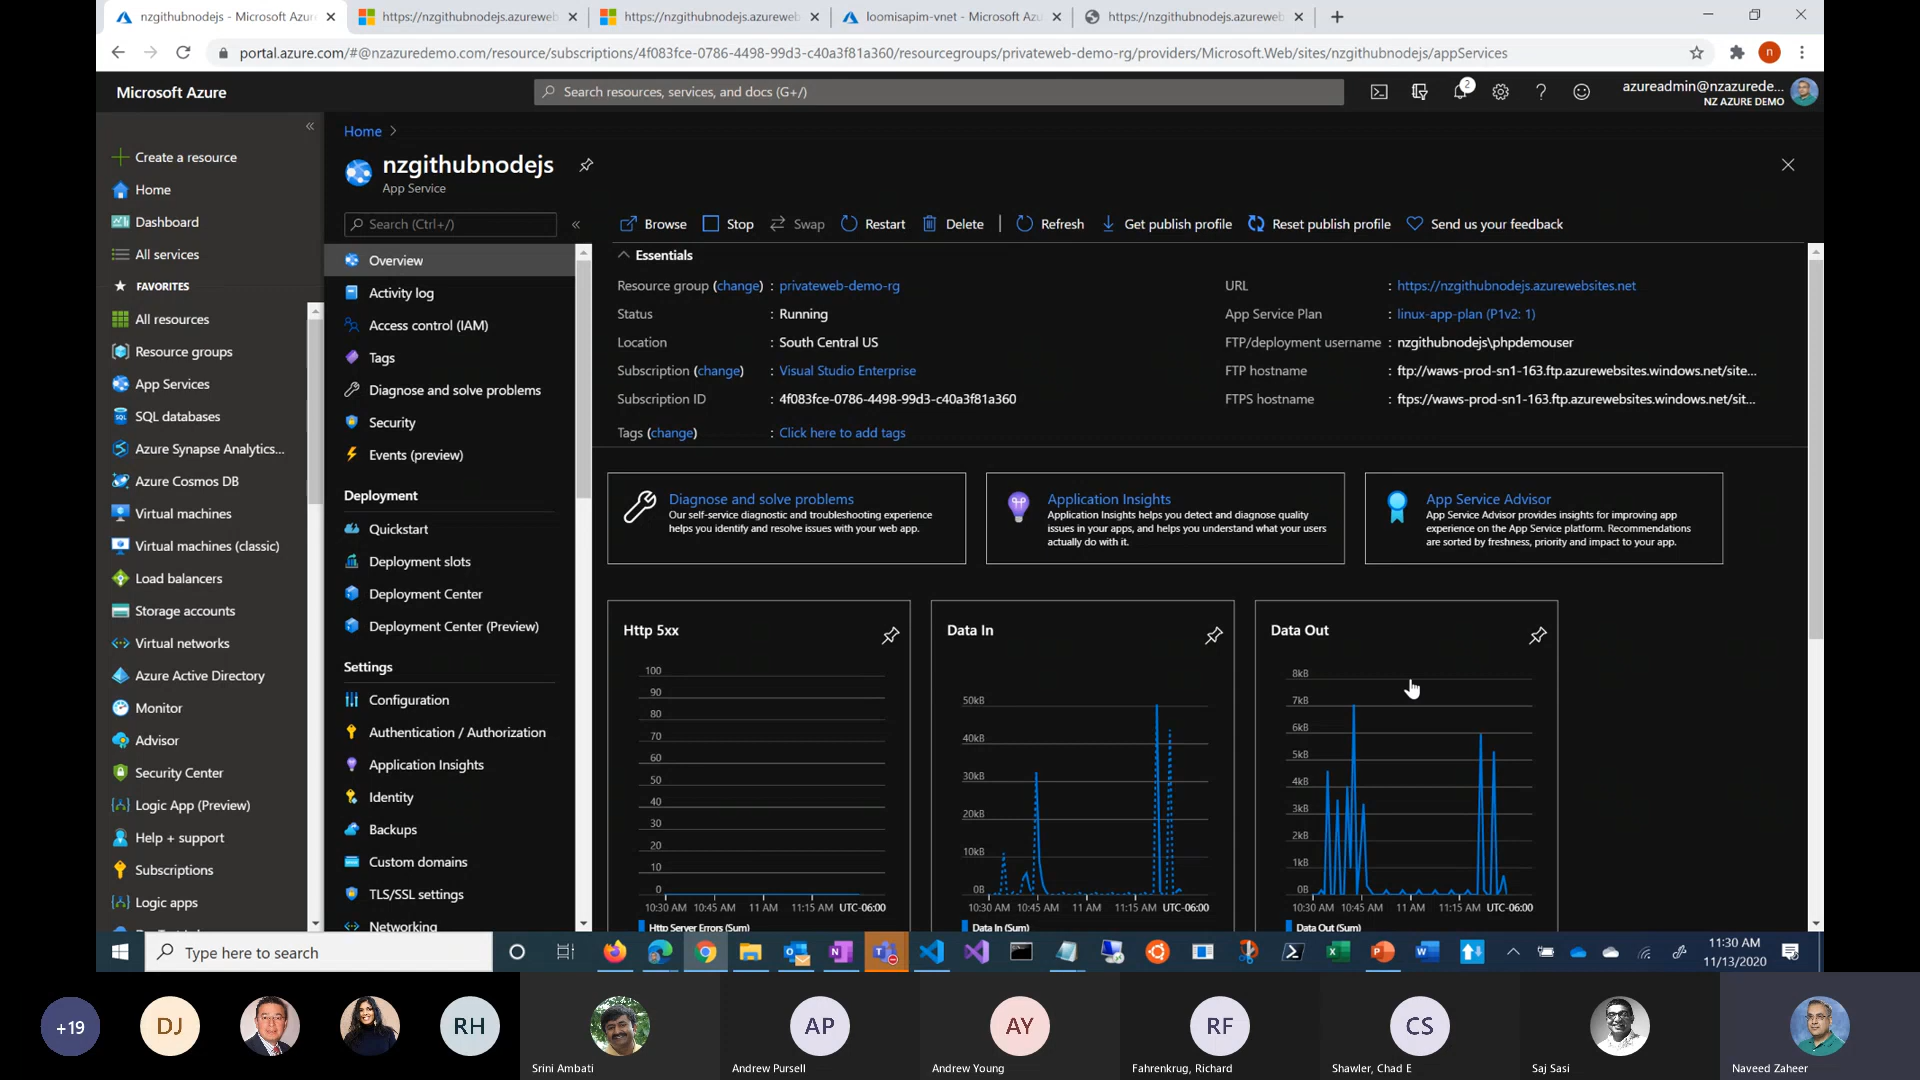 nzgithubnodejs - Microsoft Azur
https://nzgithubnodejs.azureweb
https://nzgithubnodejs.azureweb
loomisapim-vnet - Microsoft Az
https://nzgithubnodejs.azureweb
portal.azure.com/#@nzazuredemo.com/resource/subscriptions/4f083fce-0786-4498-99d3-c40a3f81a360/resourcegroups/privateweb-demo-rg/providers/Microsoft.Web/sites/nzgithubnodejs/appServices
n
Microsoft Azure
Search resources, services, and docs (G+/)
2
azureadmin@nzazurede...
NZ AZURE DEMO
Create a resource
Home
Dashboard
All services
FAVORITES
All resources
Resource groups
App Services
SQL databases
Azure Synapse Analytics...
Azure Cosmos DB
Virtual machines
Virtual machines (classic)
Load balancers
Storage accounts
Virtual networks
Azure Active Directory
Monitor
Advisor
Security Center
Logic App (Preview)
Help + support
Subscriptions
Logic apps
Home
nzgithubnodejs
App Service
Search (Ctrl+/)
Overview
Activity log
Access control (IAM)
Tags
Diagnose and solve problems
Security
Events (preview)
Deployment
Quickstart
Deployment slots
Deployment Center
Deployment Center (Preview)
Settings
Configuration
Authentication / Authorization
Application Insights
Identity
Backups
Custom domains
TLS/SSL settings
Networking
Browse Stop Swap Restart Delete Refresh Get publish profile Reset publish profile Send us your feedback
Essentials
Resource group (change) : privateweb-demo-rg
Status : Running
Location : South Central US
Subscription (change) : Visual Studio Enterprise
Subscription ID : 4f083fce-0786-4498-99d3-c40a3f81a360
Tags (change) : Click here to add tags
URL : https://nzgithubnodejs.azurewebsites.net
App Service Plan : linux-app-plan (P1v2: 1)
FTP/deployment username : nzgithubnodejs\phpdemouser
FTP hostname : ftp://waws-prod-sn1-163.ftp.azurewebsites.windows.net/site...
FTPS hostname : ftps://waws-prod-sn1-163.ftp.azurewebsites.windows.net/sit...
Diagnose and solve problems
Our self-service diagnostic and troubleshooting experience
helps you identify and resolve issues with your web app.
Application Insights
Application Insights helps you detect and diagnose quality
issues in your apps, and helps you understand what your users
actually do with it.
App Service Advisor
App Service Advisor provides insights for improving app
experience on the App Service platform. Recommendations
are sorted by freshness, priority and impact to your app.
Http 5xx
100
90
80
70
60
50
40
30
20
10
0
10:30 AM 10:45 AM 11 AM 11:15 AM UTC-06:00
Http Server Errors (Sum)
Data In
50kB
40kB
30kB
20kB
10kB
0B
10:30 AM 10:45 AM 11 AM 11:15 AM UTC-06:00
Data In (Sum)
Data Out
8kB
7kB
6kB
5kB
4kB
3kB
2kB
1kB
0B
10:30 AM 10:45 AM 11 AM 11:15 AM UTC-06:00
Data Out (Sum)
Type here to search
11:30 AM
11/13/2020
+19
DJ
RH
Srini Ambati
AP
Andrew Pursell
AY
Andrew Young
RF
Fahrenkrug, Richard
CS
Shawler, Chad E
Saj Sasi
Naveed Zaheer